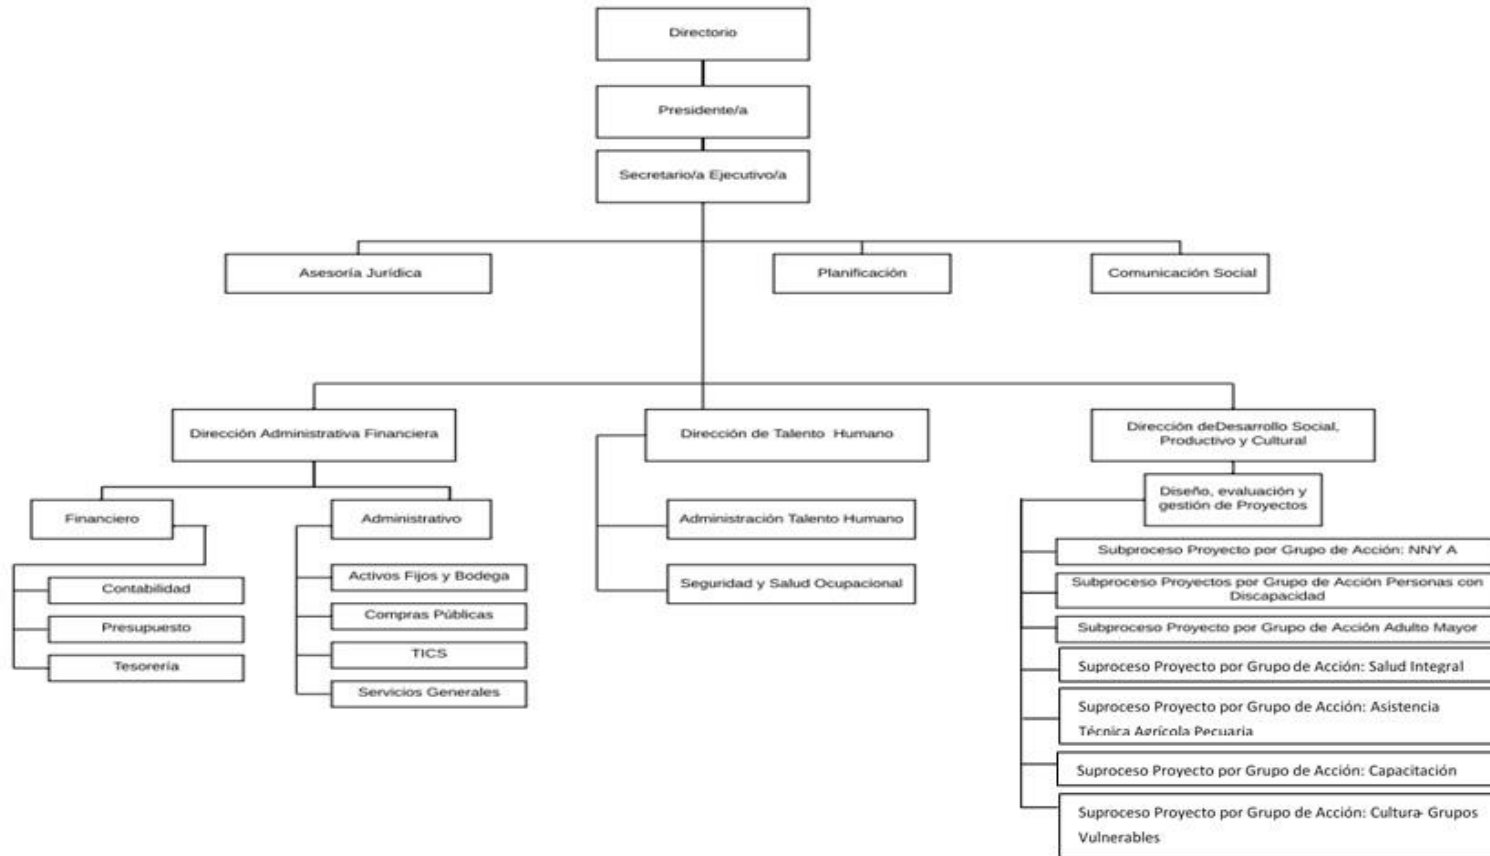 Directorio
Presidente/a
Secretario/a Ejecutivo/a
Asesoría Jurídica
Planificación
Comunicación Social
Dirección Administrativa Financiera
Dirección de Talento Humano
Dirección deDesarrollo Social,
Productivo y Cultural
Financiero
Contabilidad
Presupuesto
Tesorería
Administrativo
Activos Fijos y Bodega
Compras Públicas
TICS
Servicios Generales
Administración Talento Humano
Seguridad y Salud Ocupacional
Diseño, evaluación y
gestión de Proyectos
Subproceso Proyecto por Grupo de Acción: NNY A
Subproceso Proyectos por Grupo de Acción Personas con
Discapacidad
Subproceso Proyecto por Grupo de Acción Adulto Mayor
Suproceso Proyecto por Grupo de Acción: Salud Integral
Suproceso Proyecto por Grupo de Acción: Asistencia
Técnica Agrícola Pecuaria
Suproceso Proyecto por Grupo de Acción: Capacitación
Suproceso Proyecto por Grupo de Acción: Cultura- Grupos
Vulnerables